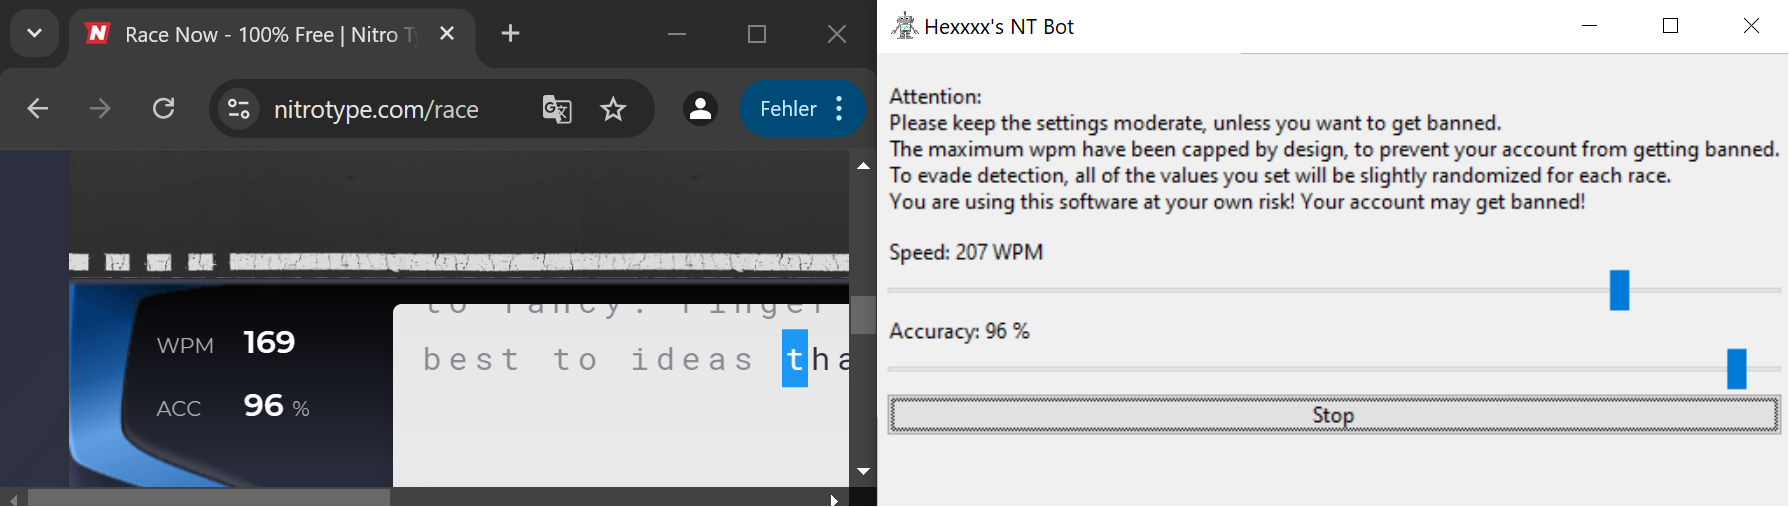 Race Now - 100% Free | Nitro Ty
nitrotype.com/race
Fehler
WPM 169
ACC 96 %
to fancy. Finger
best to ideas tha
Hexxxx's NT Bot
Attention:
Please keep the settings moderate, unless you want to get banned.
The maximum wpm have been capped by design, to prevent your account from getting banned.
To evade detection, all of the values you set will be slightly randomized for each race.
You are using this software at your own risk! Your account may get banned!
Speed: 207 WPM
Accuracy: 96 %
Stop